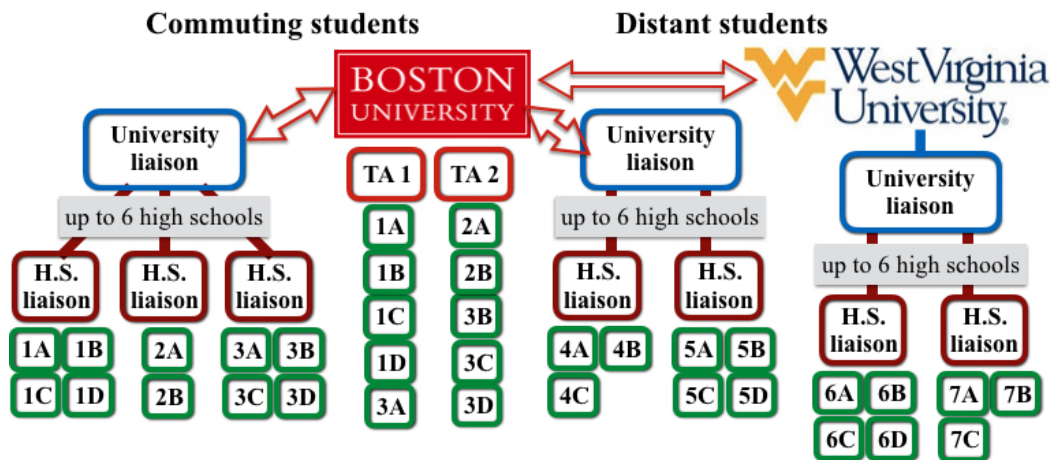 Commuting students
Distant students
BOSTON
UNIVERSITY
West Virginia
University.
University
liaison
up to 6 high schools
H.S.
liaison
H.S.
liaison
H.S.
liaison
1A 1B
1C 1D
2A
2B
3A 3B
3C 3D
TA 1
1A
1B
1C
1D
3A
TA 2
2A
2B
3B
3C
3D
University
liaison
up to 6 high schools
H.S.
liaison
H.S.
liaison
4A 4B
4C
5A 5B
5C 5D
University
liaison
up to 6 high schools
H.S.
liaison
H.S.
liaison
6A 6B
6C 6D
7A 7B
7C